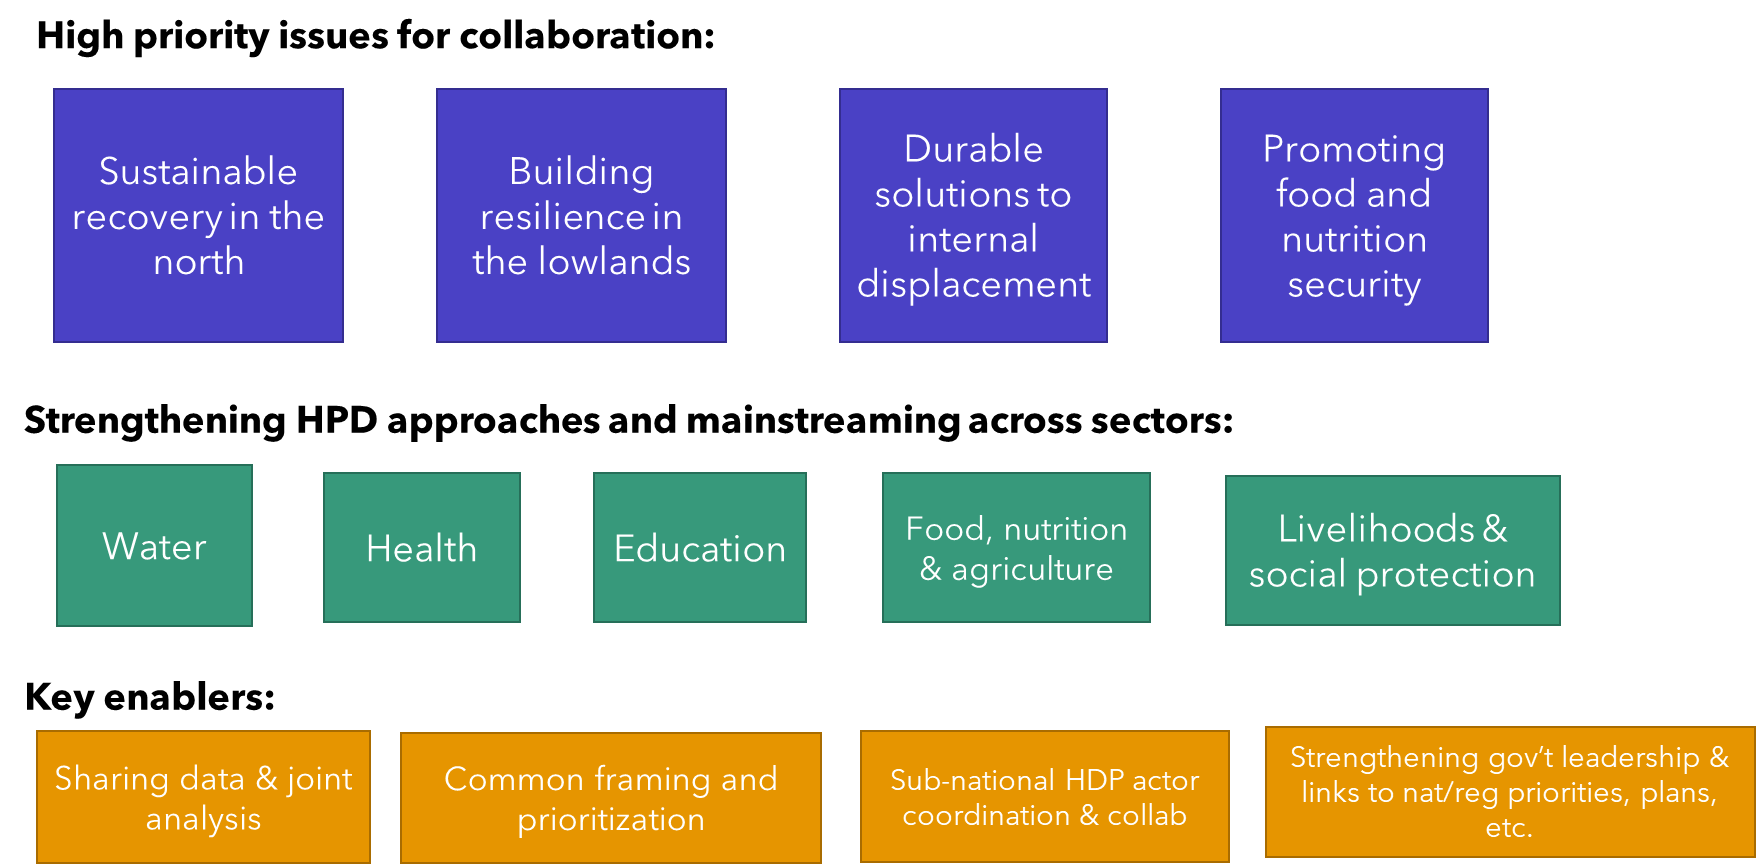 High priority issues for collaboration:
Sustainable
recovery in the
north
Building
resilience in
the lowlands
Durable
solutions to
internal
displacement
Promoting
food and
nutrition
security
Strengthening HPD approaches and mainstreaming across sectors:
Water
Health
Education
Food, nutrition
& agriculture
Livelihoods &
social protection
Key enablers:
Sharing data & joint
analysis
Common framing and
prioritization
Sub-national HDP actor
coordination & collab
Strengthening gov’t leadership &
links to nat/reg priorities, plans,
etc.